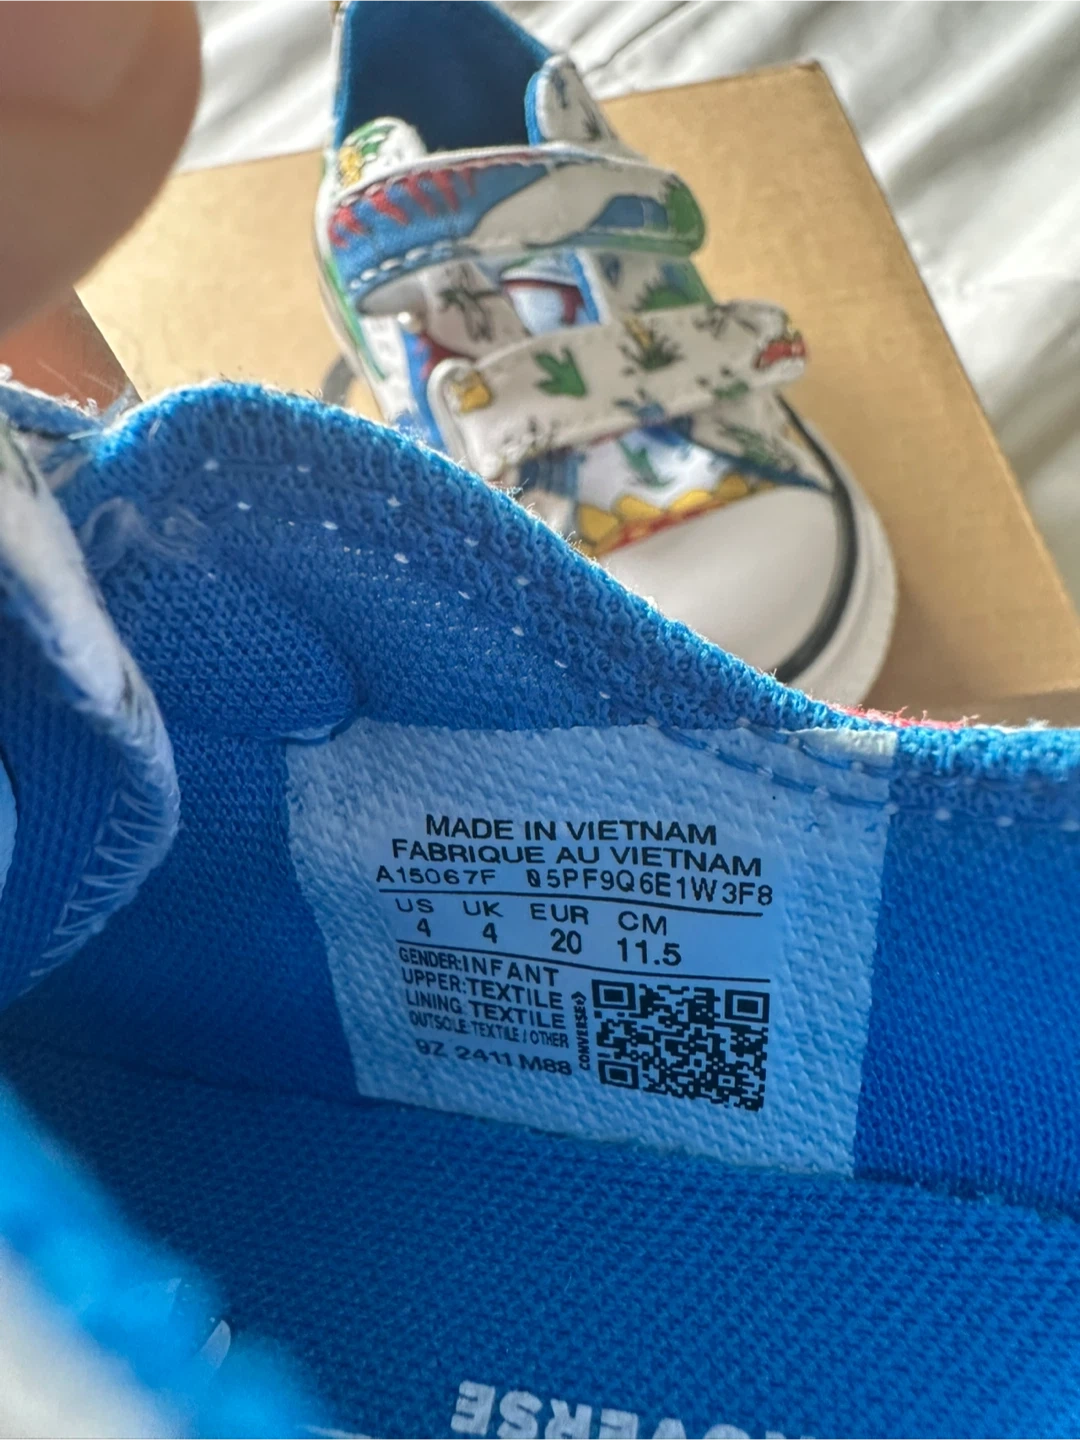 MADE IN VIETNAM
FABRIQUE AU VIETNAM
A15067F 05PF9Q6E1W3F8
US UK EUR CM
4 4 20 11.5
GENDER:INFANT
UPPER:TEXTILE
LINING:TEXTILE
OUTSOLE:TEXTILE/OTHER
9Z 2411 M88
CONVERSE